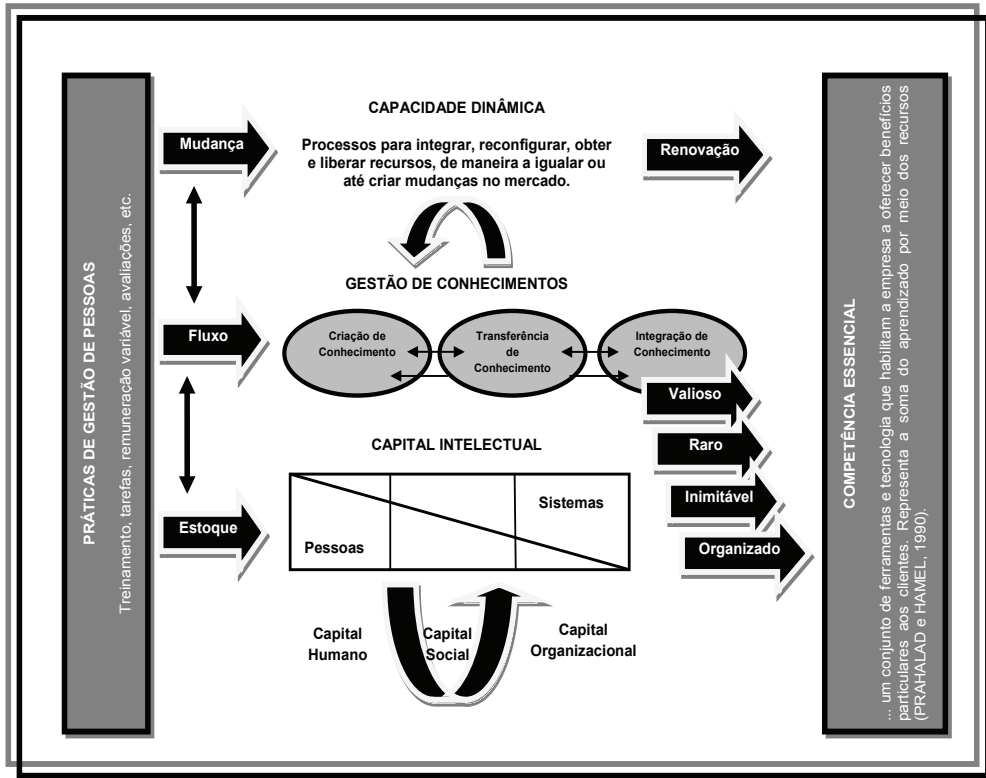 PRÁTICAS DE GESTÃO DE PESSOAS
Treinamento, tarefas, remuneração variável, avaliações, etc.
Mudança
Fluxo
Estoque
CAPACIDADE DINÂMICA
Processos para integrar, reconfigurar, obter
e liberar recursos, de maneira a igualar ou
até criar mudanças no mercado.
Renovação
GESTÃO DE CONHECIMENTOS
Criação de
Conhecimento
Transferência
de
Conhecimento
Integração de
Conhecimento
Valioso
Raro
Inimitável
Organizado
CAPITAL INTELECTUAL
Sistemas
Pessoas
Capital
Humano
Capital
Social
Capital
Organizacional
COMPETÊNCIA ESSENCIAL
... um conjunto de ferramentas e tecnologia que habilitam a empresa a oferecer benefícios
particulares aos clientes. Representa a soma do aprendizado por meio dos recursos
(PRAHALAD e HAMEL, 1990).